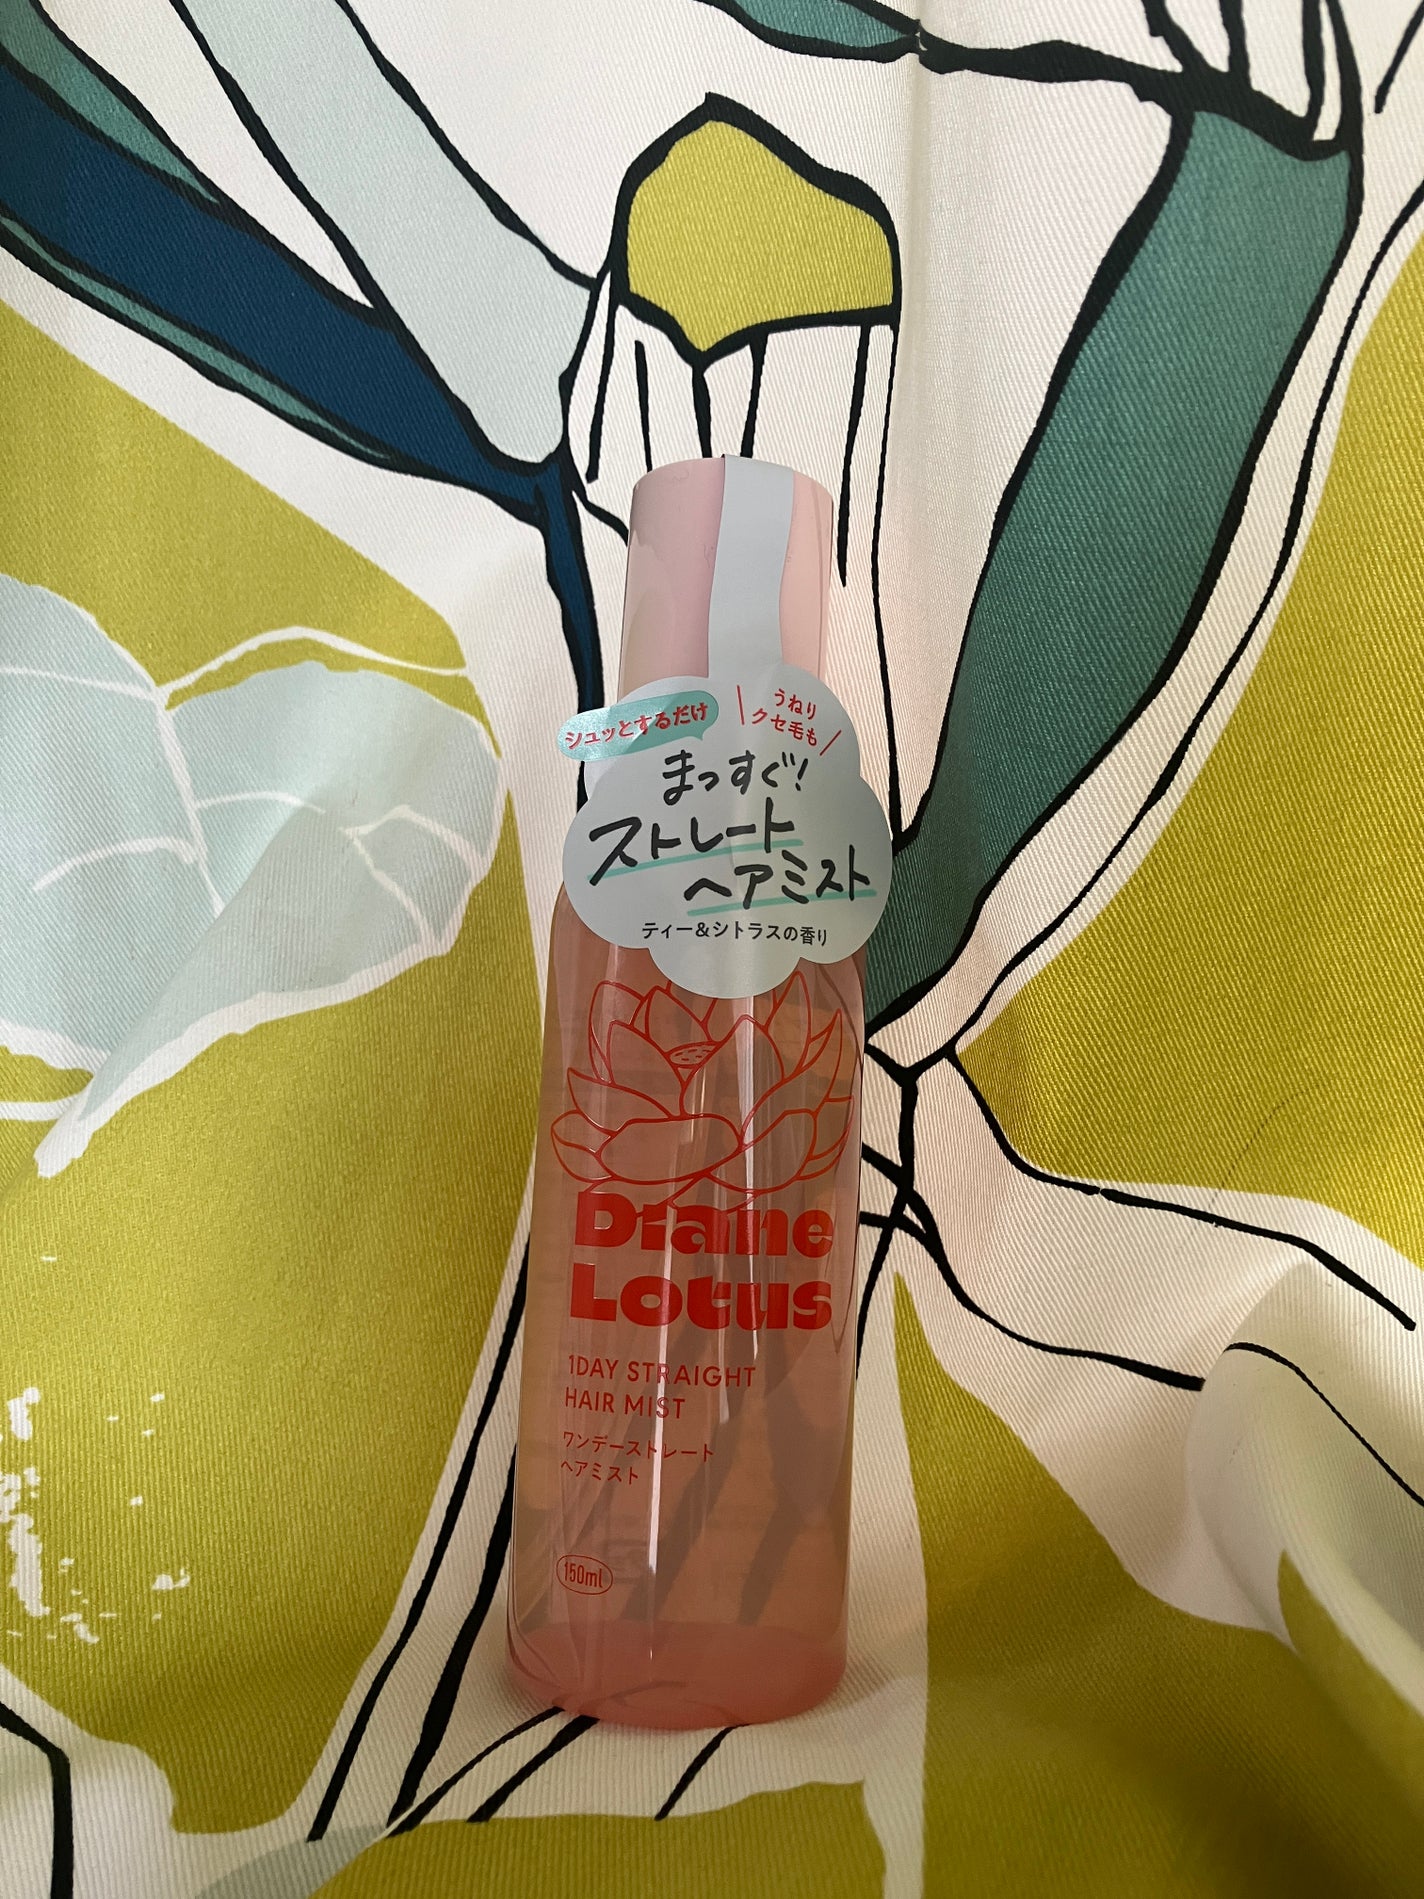 シュッとするだけ
うねり
クセ毛も
まっすぐ!
ストレート
ヘアミスト
ティー&シトラスの香り
Diane
Lotus
1DAY STRAIGHT
HAIR MIST
ワンデーストレート
ヘアミスト
150ml